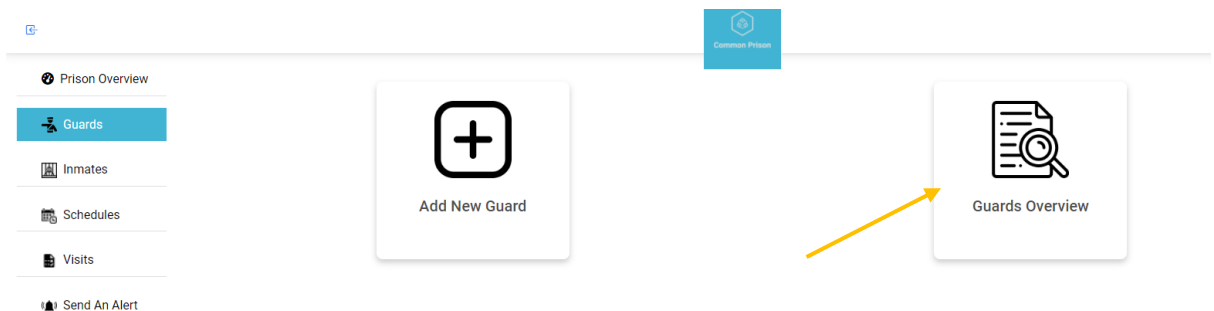 Common Prison
Prison Overview
Guards
Inmates
Schedules
Visits
Send An Alert
Add New Guard
Guards Overview